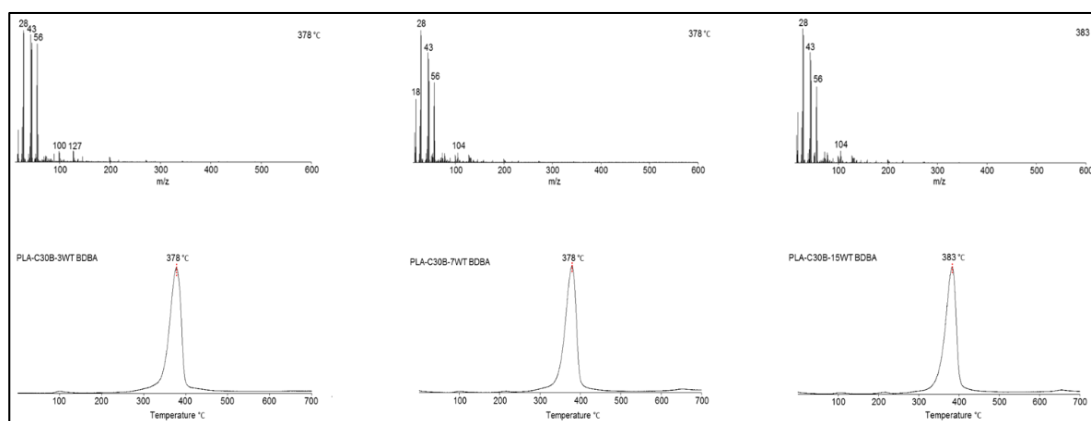 28
43
56
100 127
378 ℃
100 200 300 400 500 600
m/z
28
43
56
18
104
378 ℃
100 200 300 400 500 600
m/z
28
43
56
104
383
100 200 300 400 500 600
m/z
PLA-C30B-3WT BDBA
378 ℃
100 200 300 400 500 600 700
Temperature ℃
PLA-C30B-7WT BDBA
378 ℃
100 200 300 400 500 600 700
Temperature ℃
PLA-C30B-15WT BDBA
383 ℃
100 200 300 400 500 600 700
Temperature ℃